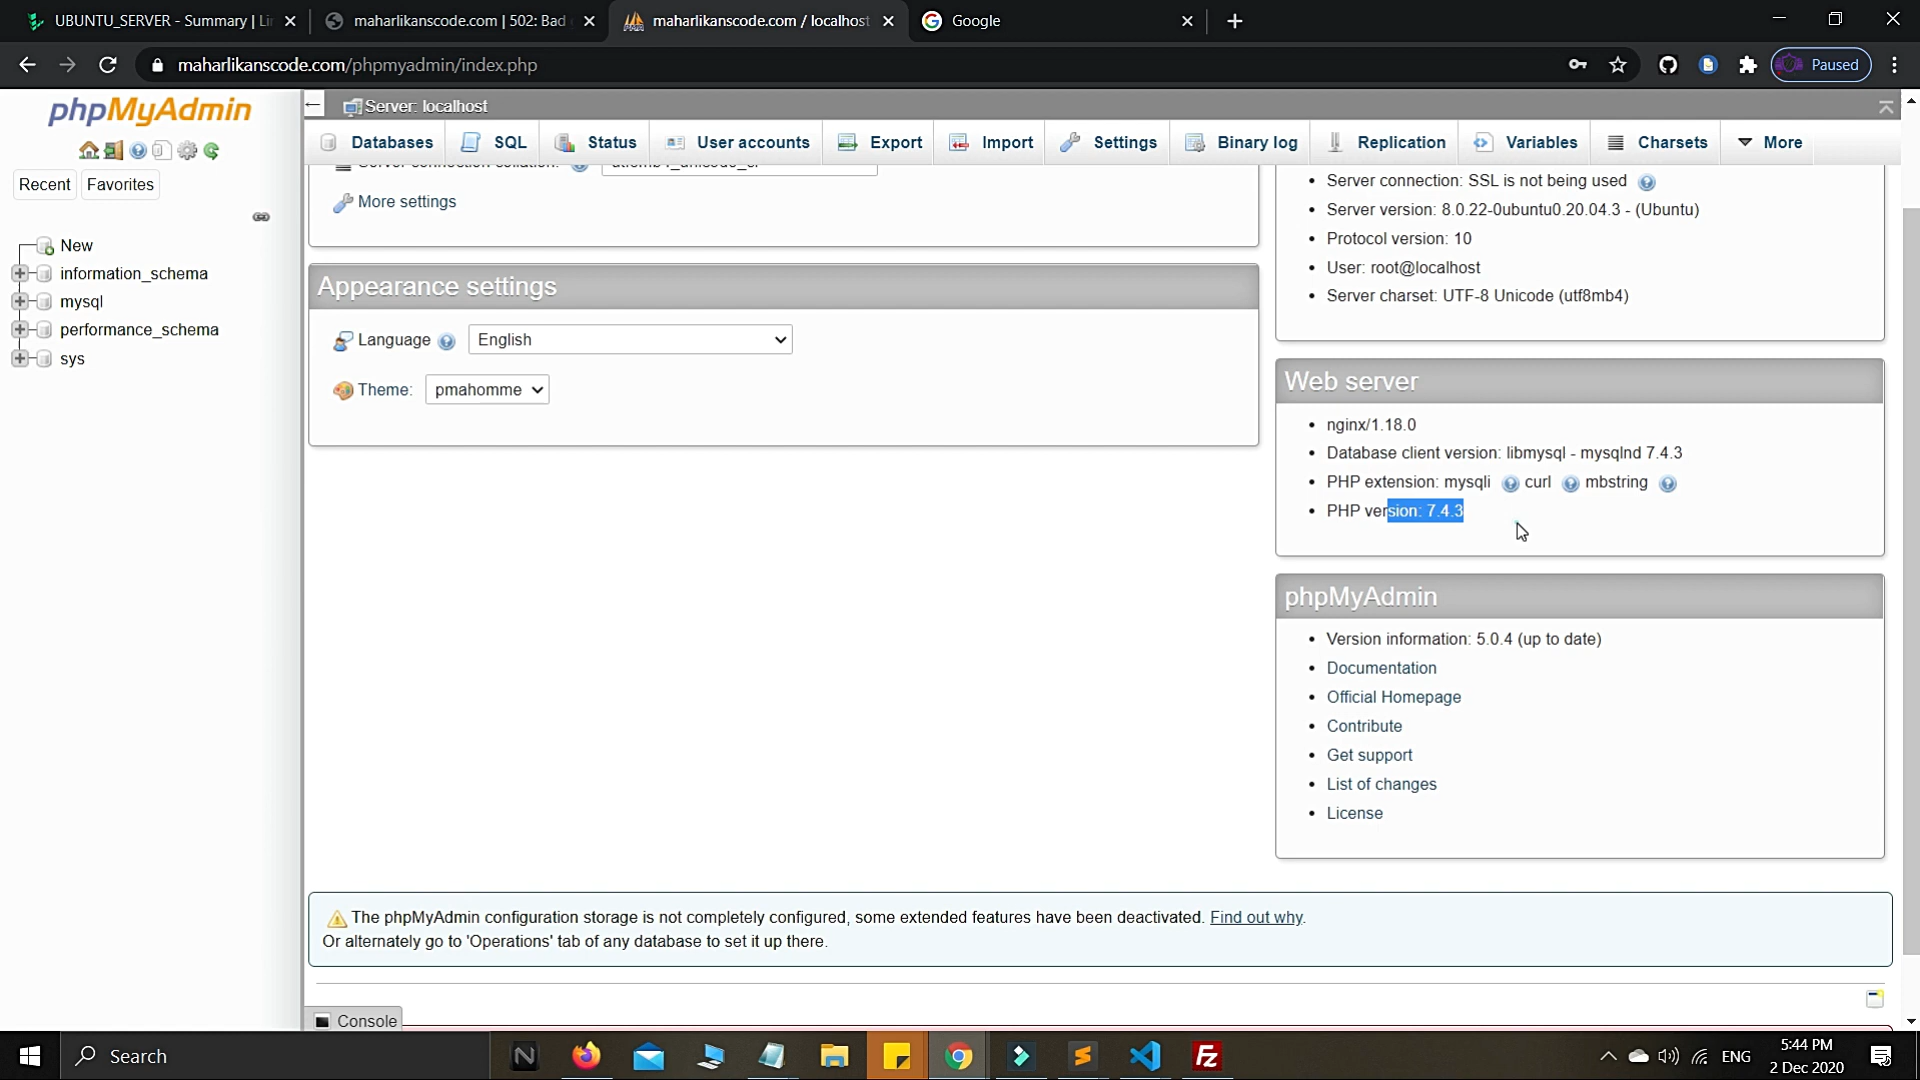 UBUNTU_SERVER - Summary | Lin
maharlikanscode.com | 502: Bad
maharlikanscode.com / localhost
Google
maharlikanscode.com/phpmyadmin/index.php
Paused
phpMyAdmin
Recent
Favorites
New
information_schema
mysql
performance_schema
sys
Server: localhost
Databases
SQL
Status
User accounts
Export
Import
Settings
Binary log
Replication
Variables
Charsets
More
Server connection collation:
More settings
Appearance settings
Language
English
Theme:
pmahomme
Server connection: SSL is not being used
Server version: 8.0.22-0ubuntu0.20.04.3 - (Ubuntu)
Protocol version: 10
User: root@localhost
Server charset: UTF-8 Unicode (utf8mb4)
Web server
nginx/1.18.0
Database client version: libmysql - mysqlnd 7.4.3
PHP extension: mysqli curl mbstring
PHP version: 7.4.3
phpMyAdmin
Version information: 5.0.4 (up to date)
Documentation
Official Homepage
Contribute
Get support
List of changes
License
The phpMyAdmin configuration storage is not completely configured, some extended features have been deactivated. Find out why.
Or alternately go to 'Operations' tab of any database to set it up there.
Console
Search
ENG
5:44 PM
2 Dec 2020